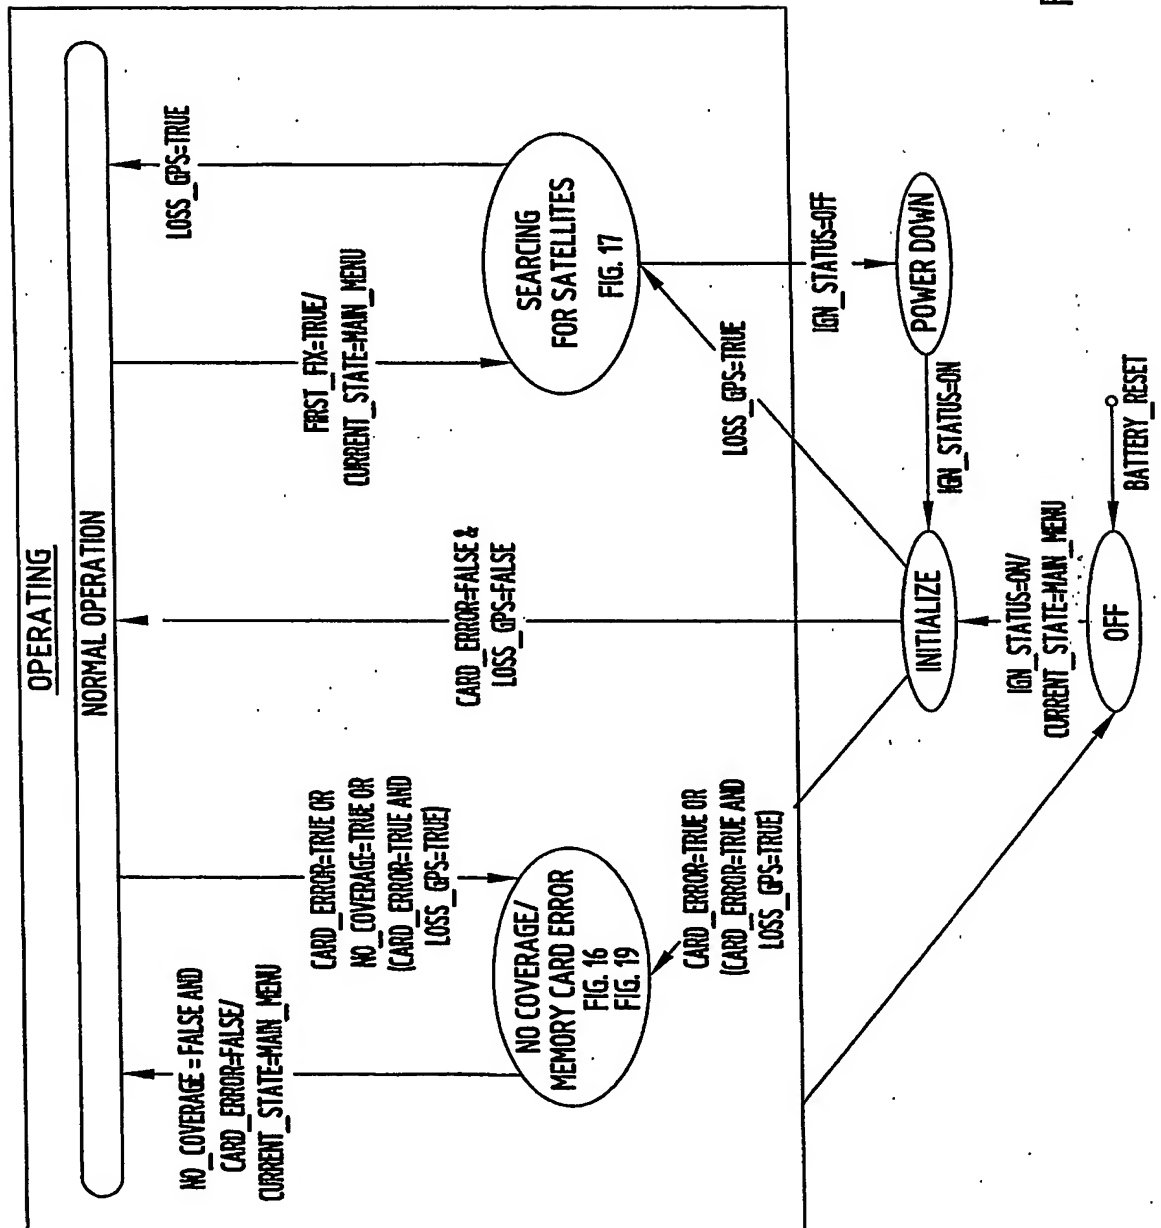 OPERATING
NORMAL OPERATION
NO_COVERAGE = FALSE AND
CARD_ERROR=FALSE/
CURRENT_STATE=MAIN_MENU
CARD_ERROR=TRUE OR
NO_COVERAGE=TRUE OR
(CARD_ERROR=TRUE AND
LOSS_GPS=TRUE)
CARD_ERROR=FALSE &
LOSS_GPS=FALSE
FIRST_FIX=TRUE/
CURRENT_STATE=MAIN_MENU
LOSS_GPS=TRUE
NO COVERAGE/
MEMORY CARD ERROR
FIG. 16
FIG. 19
SEARCING
FOR SATELLITES
FIG. 17
CARD_ERROR=TRUE OR
(CARD_ERROR=TRUE AND
LOSS_GPS=TRUE)
LOSS_GPS=TRUE
IGN_STATUS=OFF
INITIALIZE
IGN_STATUS=ON
POWER DOWN
IGN_STATUS=ON/
CURRENT_STATE=MAIN_MENU
OFF
BATTERY_RESET